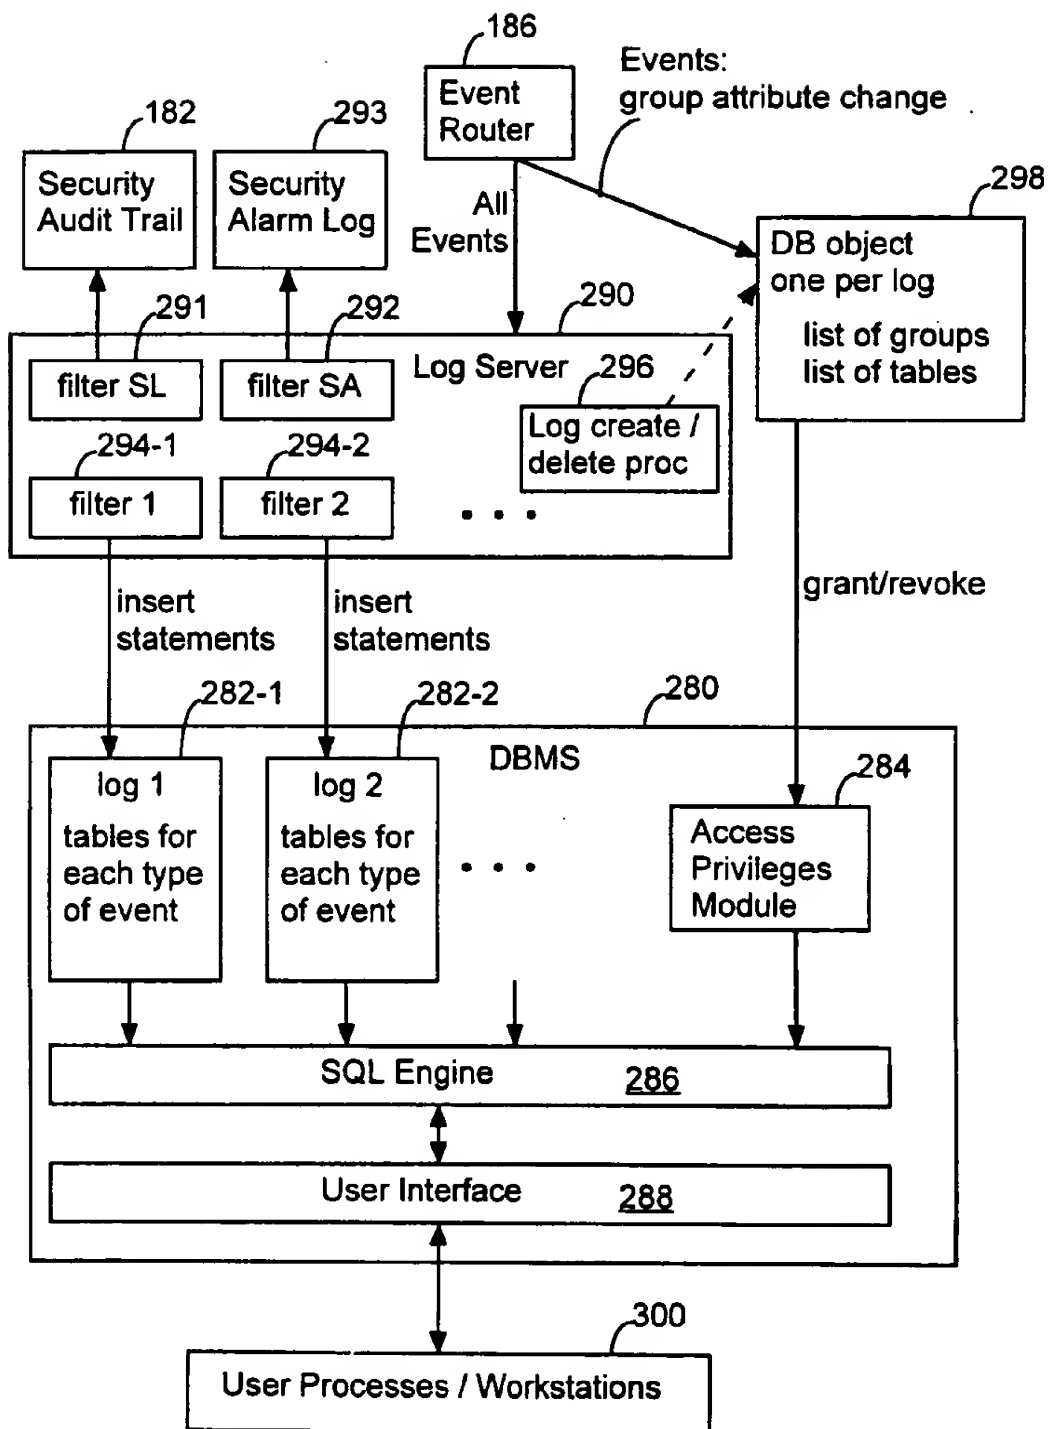 186
Event
Router
Events:
group attribute change
182
Security
Audit Trail
293
Security
Alarm Log
All
Events
298
DB object
one per log
list of groups
list of tables
291
292
290
filter SL
filter SA
Log Server
296
Log create /
delete proc
294-1
294-2
filter 1
filter 2
. . .
insert
statements
insert
statements
grant/revoke
282-1
282-2
280
DBMS
log 1
tables for
each type
of event
log 2
tables for
each type
of event
. . .
284
Access
Privileges
Module
SQL Engine 286
User Interface 288
300
User Processes / Workstations